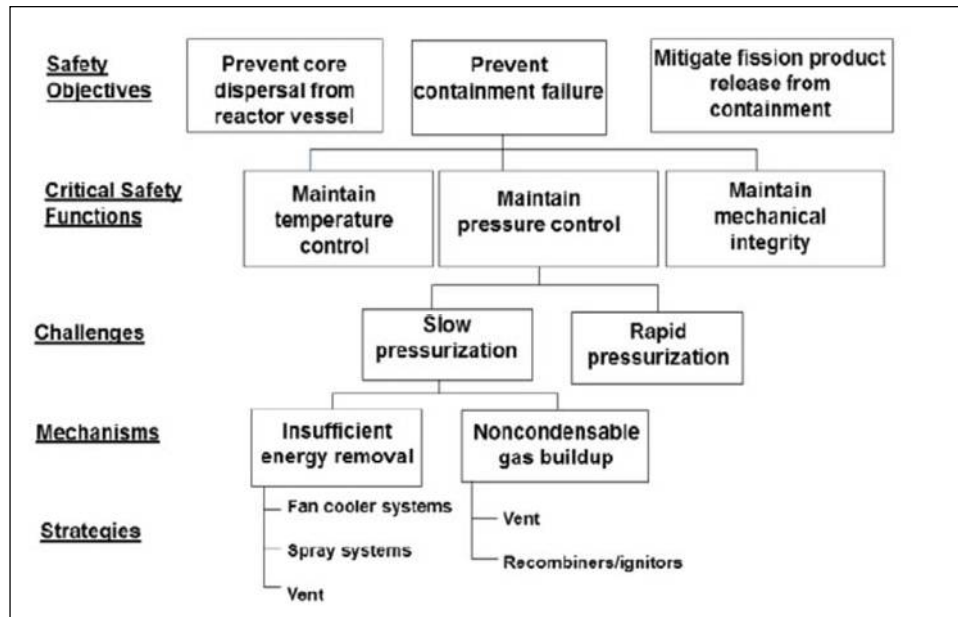 Safety
Objectives
Prevent core
dispersal from
reactor vessel
Prevent
containment failure
Mitigate fission product
release from
containment
Critical Safety
Functions
Maintain
temperature
control
Maintain
pressure control
Maintain
mechanical
integrity
Challenges
Slow
pressurization
Rapid
pressurization
Mechanisms
Insufficient
energy removal
Noncondensable
gas buildup
Strategies
Fan cooler systems
Spray systems
Vent
Vent
Recombiners/ignitors